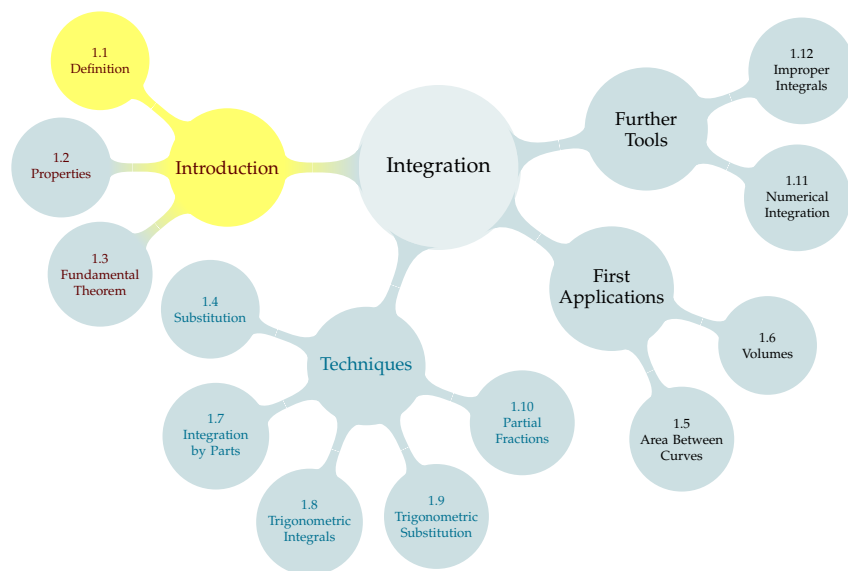 Integration
Introduction
1.1
Definition
1.2
Properties
1.3
Fundamental
Theorem
Techniques
1.4
Substitution
1.7
Integration
by Parts
1.8
Trigonometric
Integrals
1.9
Trigonometric
Substitution
1.10
Partial
Fractions
First
Applications
1.5
Area Between
Curves
1.6
Volumes
Further
Tools
1.11
Numerical
Integration
1.12
Improper
Integrals